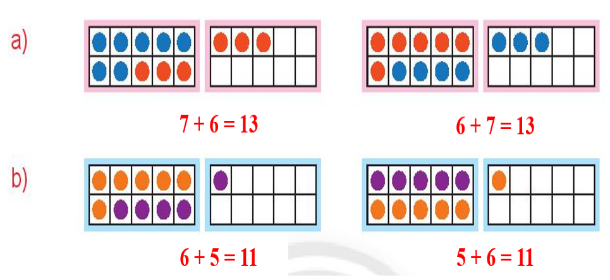 a)
7 + 6 = 13
6 + 7 = 13
b)
6 + 5 = 11
5 + 6 = 11